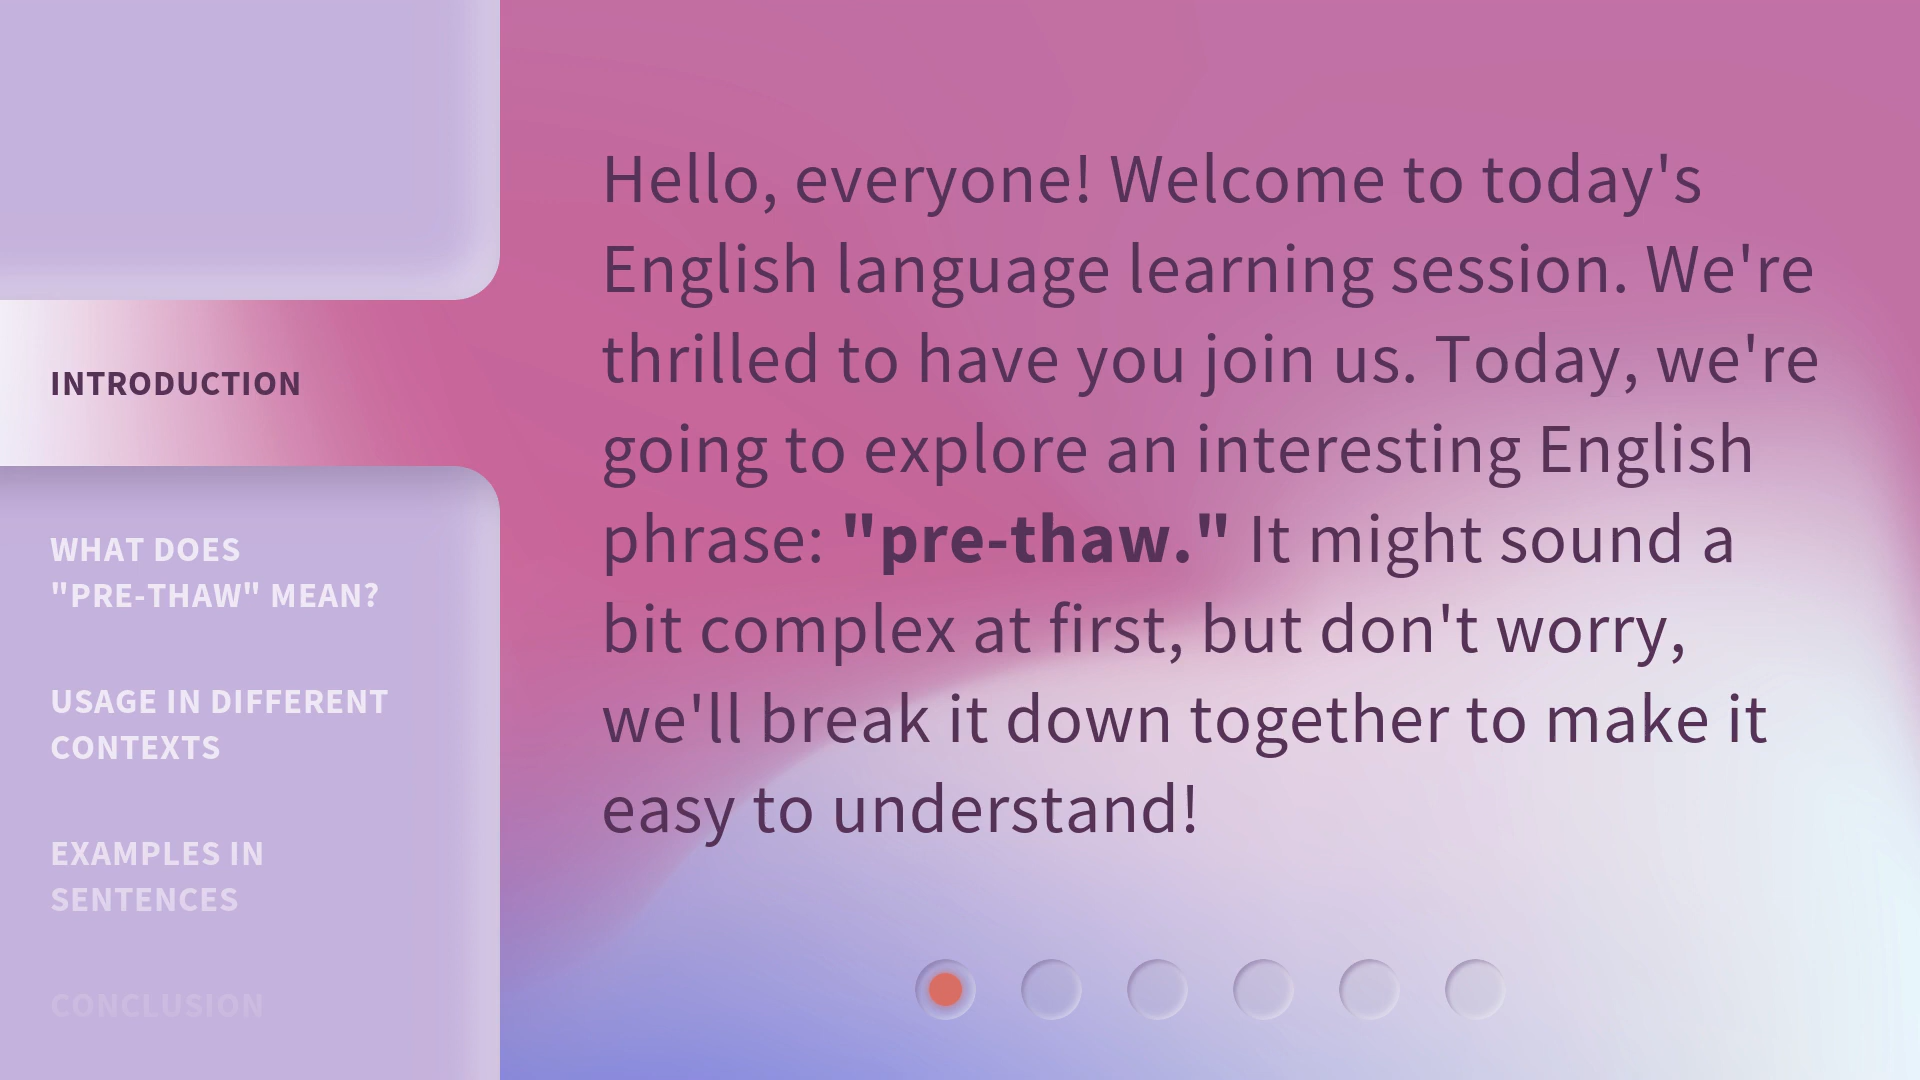 INTRODUCTION
WHAT DOES
"PRE-THAW" MEAN?
USAGE IN DIFFERENT
CONTEXTS
EXAMPLES IN
SENTENCES
CONCLUSION
Hello, everyone! Welcome to today's
English language learning session. We're
thrilled to have you join us. Today, we're
going to explore an interesting English
phrase: "pre-thaw." It might sound a
bit complex at first, but don't worry,
we'll break it down together to make it
easy to understand!